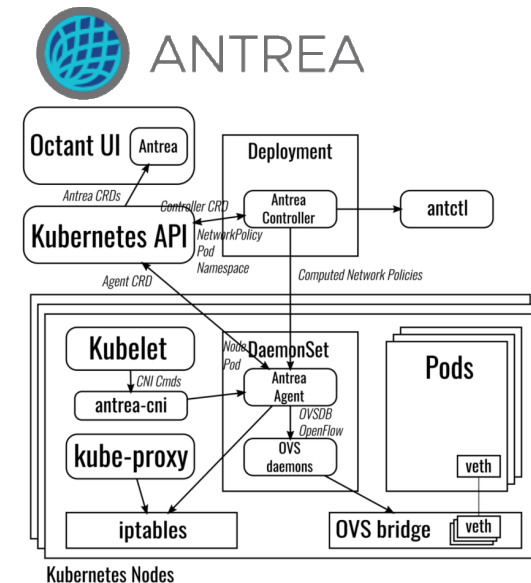 ANTREA
Octant UI
Antrea
Antrea CRDs
Deployment
Antrea
Controller
antctl
Controller CRD
Kubernetes API
NetworkPolicy
Pod
Namespace
Agent CRD
Computed Network Policies
Kubelet
CNI Cmds
antrea-cni
Node
Pod
DaemonSet
Antrea
Agent
OVSDB
OpenFlow
OVS
daemons
Pods
veth
kube-proxy
iptables
OVS bridge
veth
Kubernetes Nodes